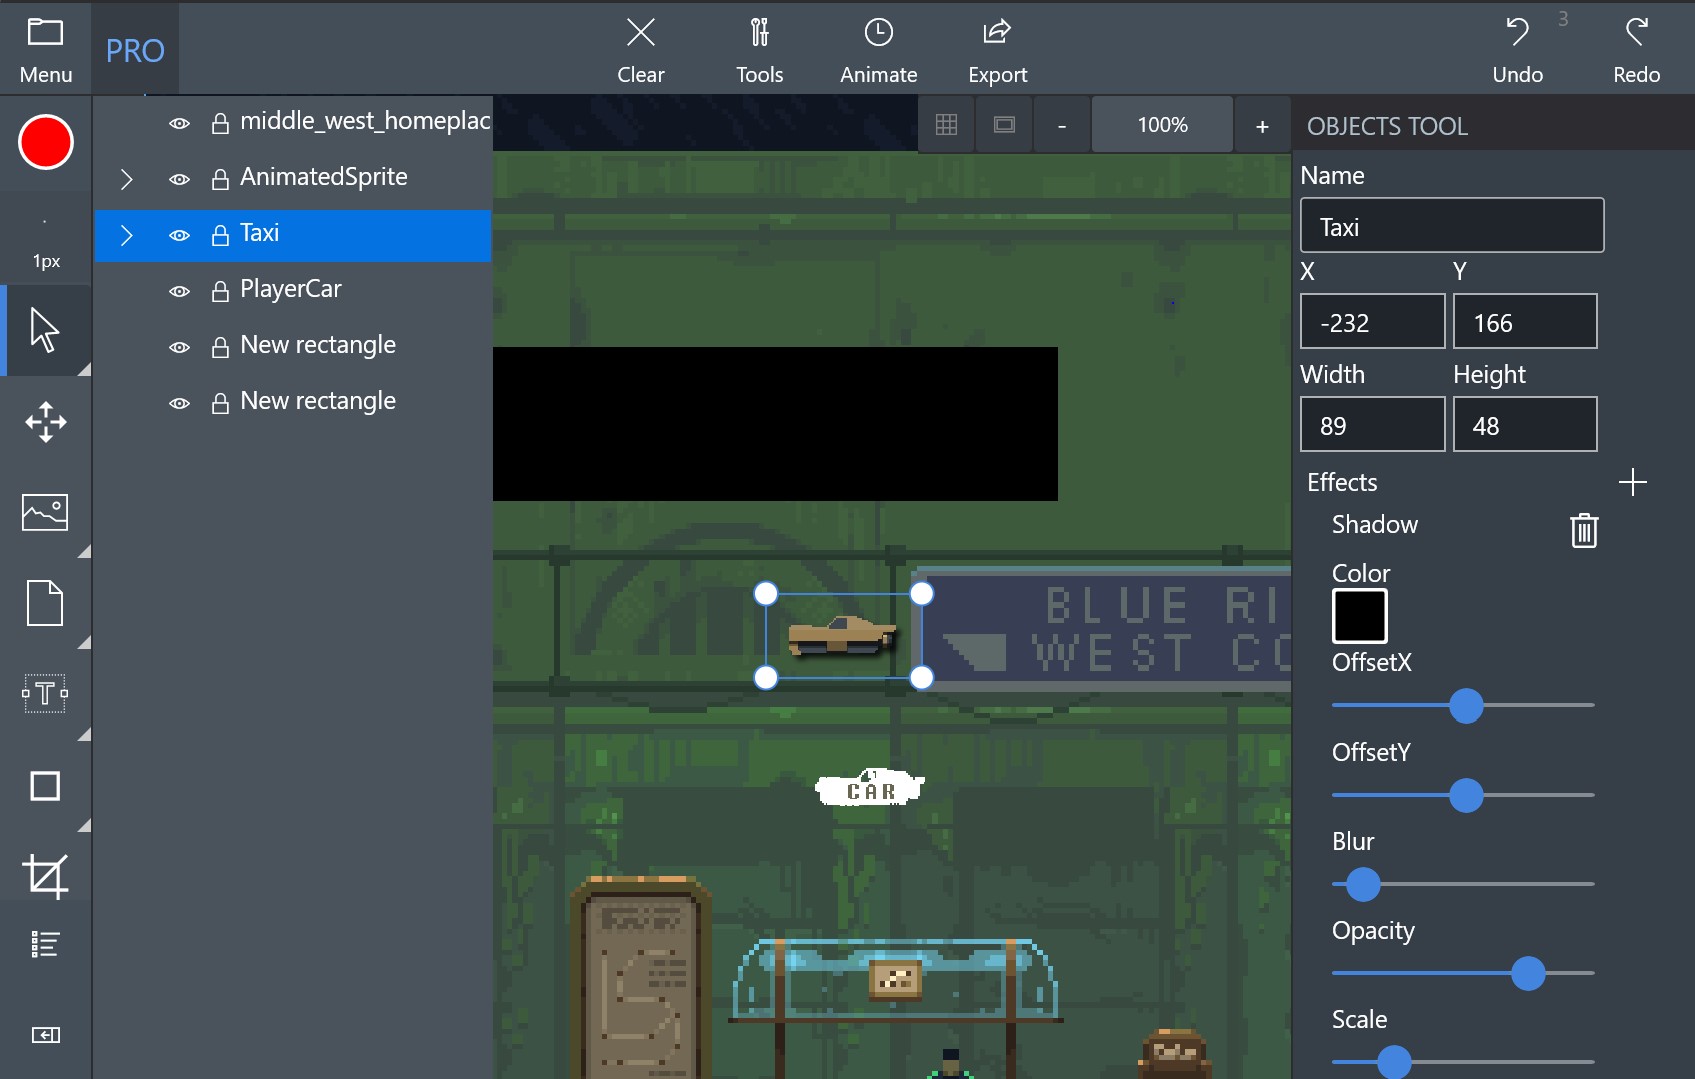 Menu
PRO
Clear
Tools
Animate
Export
Undo
3
Redo
1px
middle_west_homeplac
AnimatedSprite
Taxi
PlayerCar
New rectangle
New rectangle
-
100%
+
OBJECTS TOOL
Name
Taxi
X Y
-232 166
Width Height
89 48
Effects
Shadow
Color
OffsetX
OffsetY
Blur
Opacity
Scale
BLUE RI
WEST CO
CAR